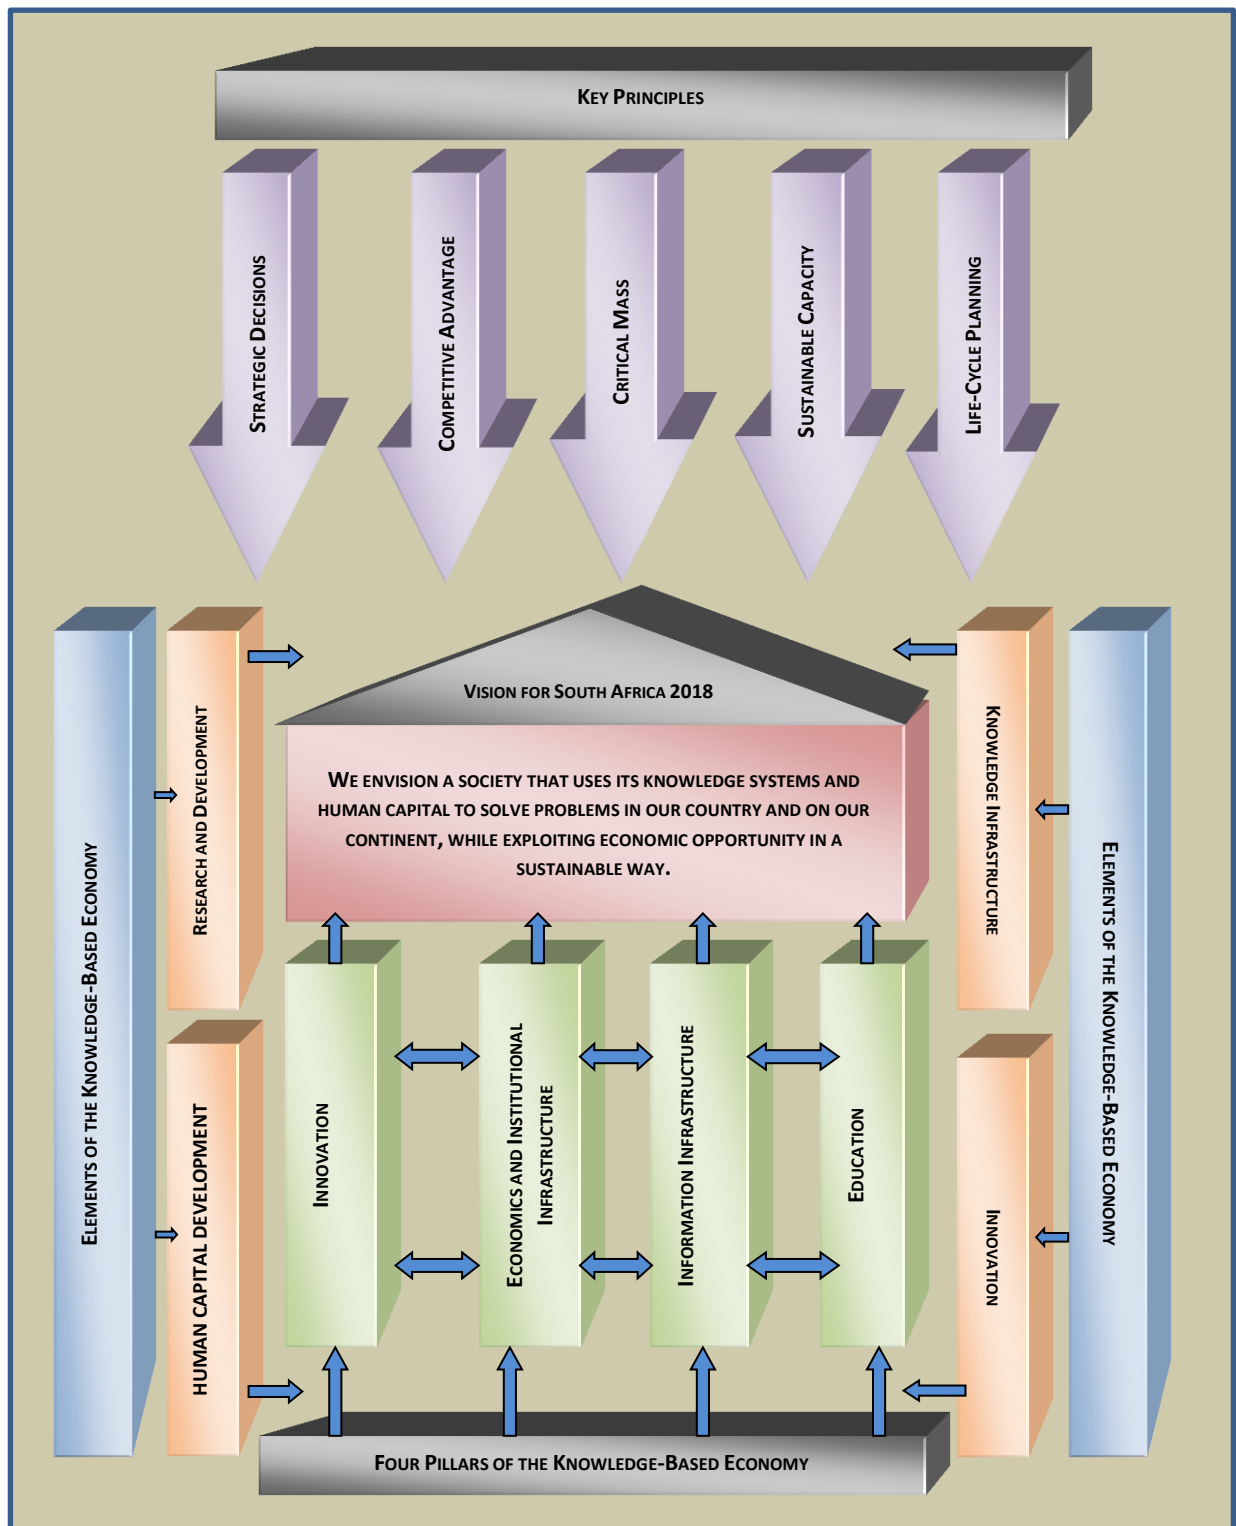 KEY PRINCIPLES
STRATEGIC DECISIONS
COMPETITIVE ADVANTAGE
CRITICAL MASS
SUSTAINABLE CAPACITY
LIFE-CYCLE PLANNING
ELEMENTS OF THE KNOWLEDGE-BASED ECONOMY
RESEARCH AND DEVELOPMENT
HUMAN CAPITAL DEVELOPMENT
VISION FOR SOUTH AFRICA 2018
WE ENVISION A SOCIETY THAT USES ITS KNOWLEDGE SYSTEMS AND
HUMAN CAPITAL TO SOLVE PROBLEMS IN OUR COUNTRY AND ON OUR
CONTINENT, WHILE EXPLOITING ECONOMIC OPPORTUNITY IN A
SUSTAINABLE WAY.
INNOVATION
ECONOMICS AND INSTITUTIONAL
INFRASTRUCTURE
INFORMATION INFRASTRUCTURE
EDUCATION
KNOWLEDGE INFRASTRUCTURE
INNOVATION
ELEMENTS OF THE KNOWLEDGE-BASED ECONOMY
FOUR PILLARS OF THE KNOWLEDGE-BASED ECONOMY